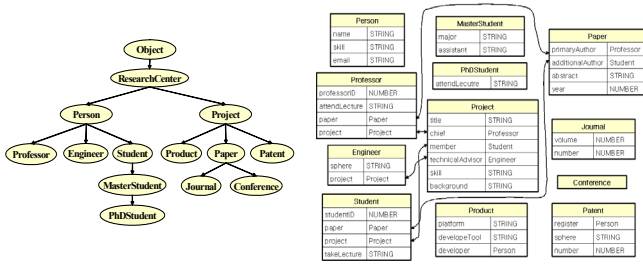 Object
ResearchCenter
Person
Project
Professor
Engineer
Student
Product
Paper
Patent
MasterStudent
Journal
Conference
PhDStudent
Person
name STRING
skill STRING
email STRING
MasterStudent
major STRING
assistant STRING
Paper
primaryAuthor Professor
additionalAuthor Student
abstract STRING
year NUMBER
PhDStudent
attendLecutre STRING
Professor
professorID NUMBER
attendLecture STRING
paper Paper
project Project
Project
title STRING
chief Professor
member Student
technicalAdvisor Engineer
skill STRING
background STRING
Journal
volume NUMBER
number NUMBER
Engineer
sphere STRING
project Project
Conference
Student
studentID NUMBER
paper Paper
project Project
takeLecture STRING
Product
platform STRING
developeTool STRING
developer Person
Patent
register Person
sphere STRING
number NUMBER